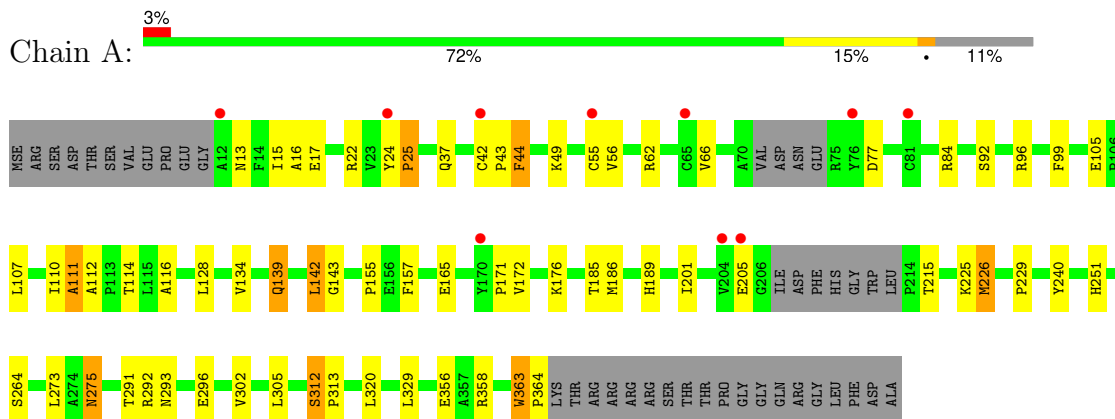 3%
Chain A:
72% 15% • 11%
MSE ARG SER ASP THR SER VAL GLU PRO GLU GLY A12 N13 F14 I15 A16 E17 R22 V23 Y24 P25 Q37 C42 P43 F44 K49 C55 V56 R62 C65 V66 A70 VAL ASP ASN GLU R75 Y76 D77 C81 R84 S92 R96 F99 E105 P106
L107 I110 A111 A112 P113 T114 L115 A116 L128 V134 Q139 L142 G143 P155 E156 F157 E165 Y170 P171 V172 K176 T185 M186 H189 I201 V204 E205 G206 ILE ASP PHE HIS GLY TRP LEU P214 T215 K225 M226 P229 Y240 H251
S264 L273 A274 N275 T291 R292 N293 E296 V302 L305 S312 P313 L320 L329 E356 A357 R358 W363 P364 LYS THR ARG ARG ARG ARG SER THR THR PRO GLY GLY GLN ARG GLY LEU PHE ASP ALA